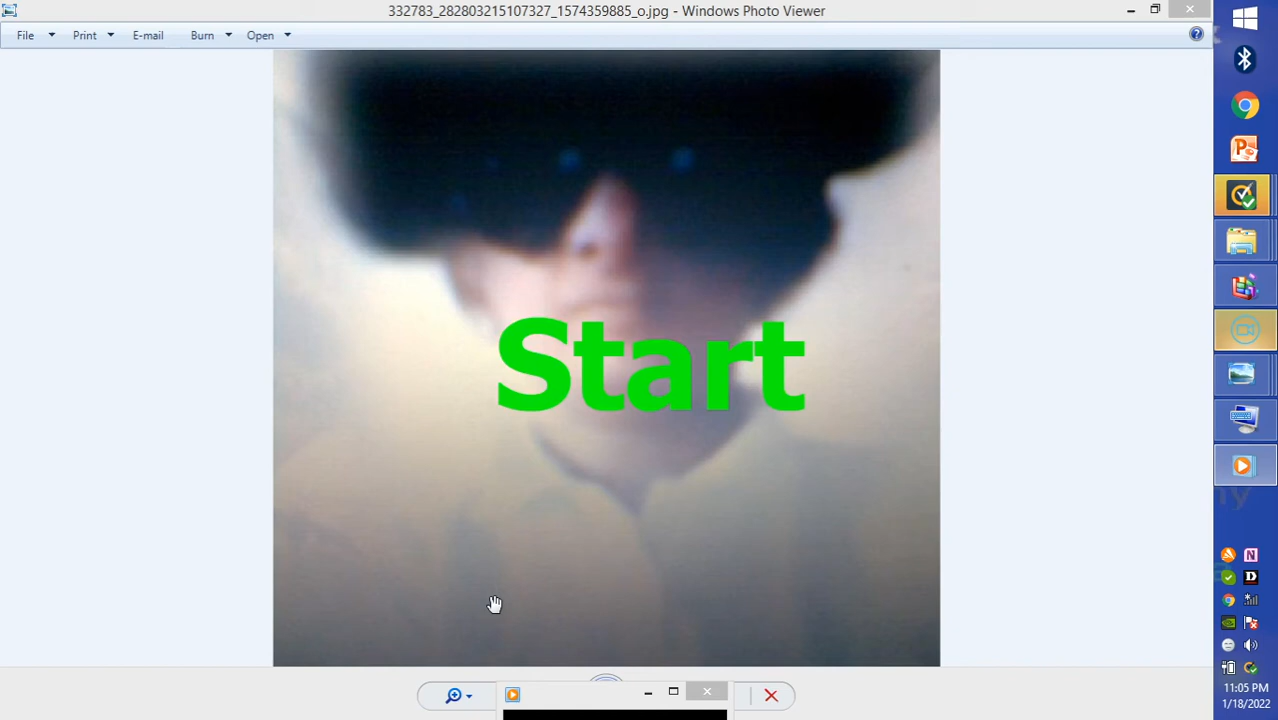 332783_282803215107327_1574359885_o.jpg - Windows Photo Viewer
File Print E-mail Burn Open
Start
11:05 PM
1/18/2022